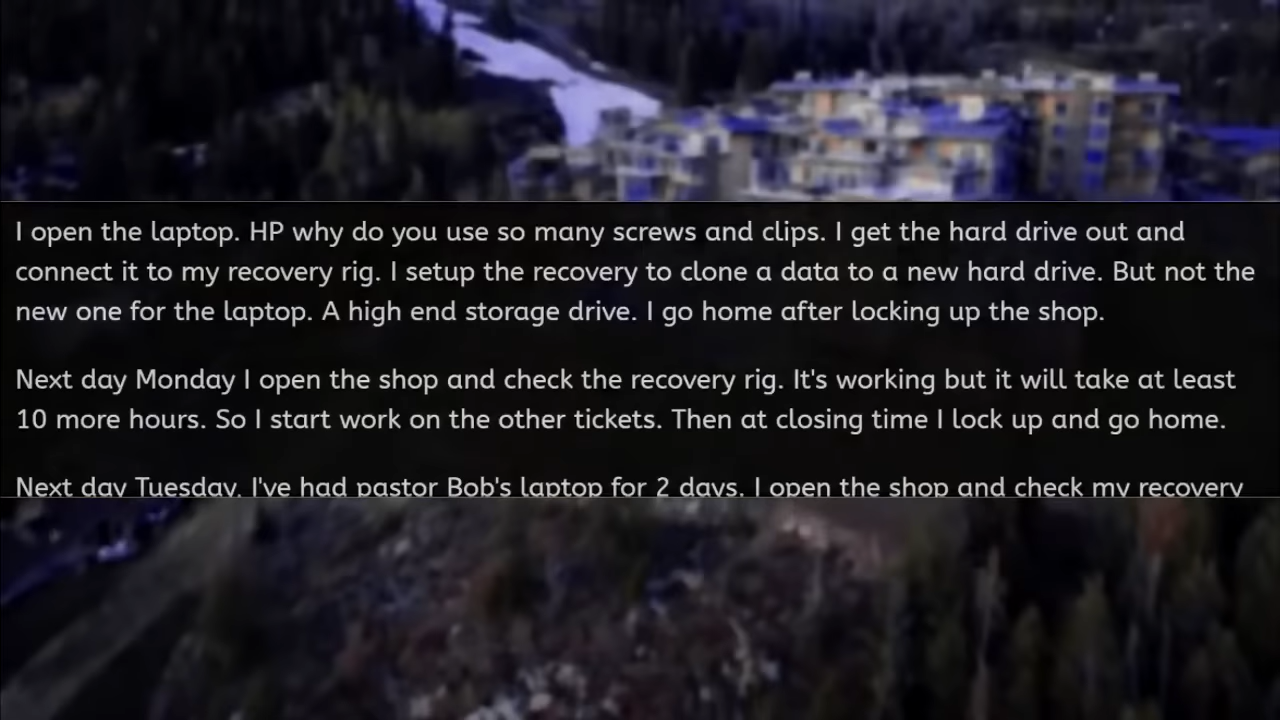 I open the laptop. HP why do you use so many screws and clips. I get the hard drive out and
connect it to my recovery rig. I setup the recovery to clone a data to a new hard drive. But not the
new one for the laptop. A high end storage drive. I go home after locking up the shop.
Next day Monday I open the shop and check the recovery rig. It's working but it will take at least
10 more hours. So I start work on the other tickets. Then at closing time I lock up and go home.
Next day Tuesday, I've had pastor Bob's laptop for 2 days. I open the shop and check my recovery